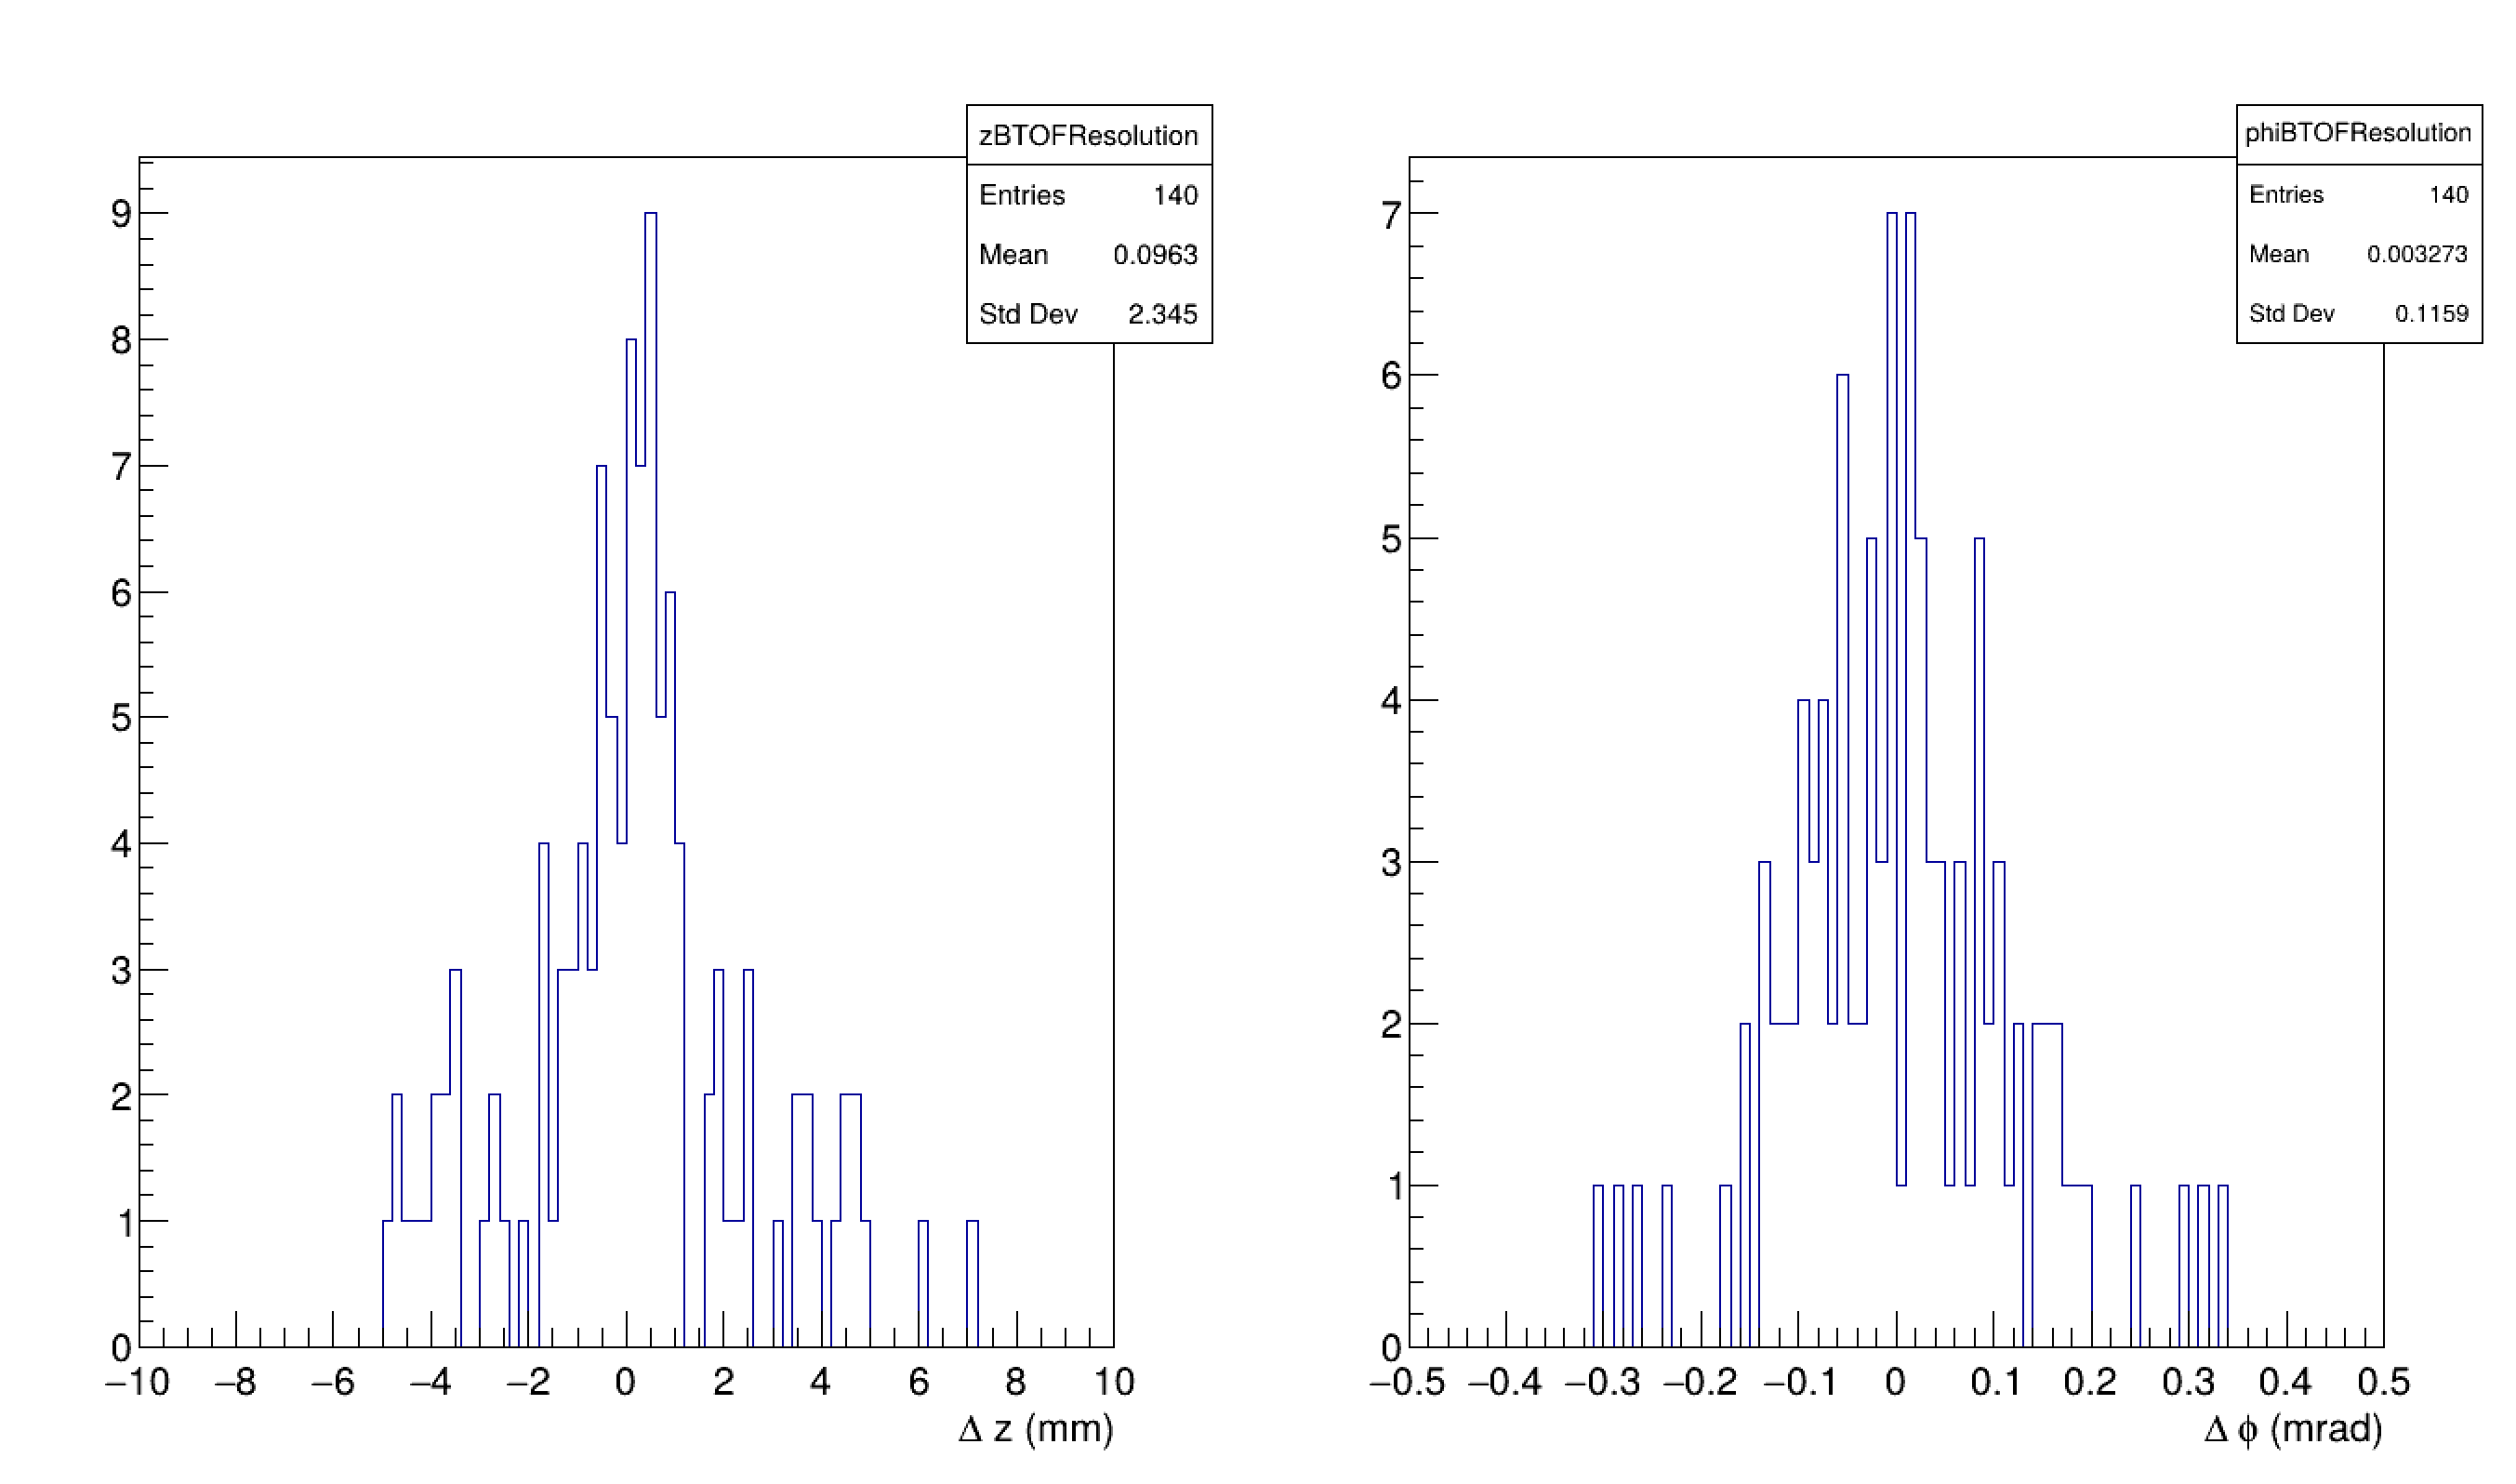 zBTOFResolution
Entries 140
Mean 0.0963
Std Dev 2.345
9
8
7
6
5
4
3
2
1
0
−10 −8 −6 −4 −2 0 2 4 6 8 10
Δ z (mm)
phiBTOFResolution
Entries 140
Mean 0.003273
Std Dev 0.1159
7
6
5
4
3
2
1
0
−0.5 −0.4 −0.3 −0.2 −0.1 0 0.1 0.2 0.3 0.4 0.5
Δ ϕ (mrad)